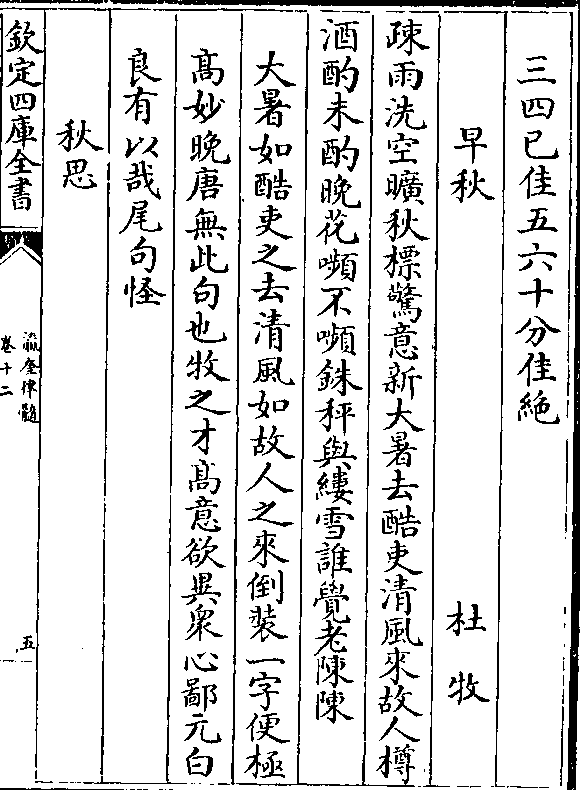 三四已佳五六十分佳絶
早秋　杜牧
疎雨洗空曠秋標驚意新大暑去酷吏清風來故人樽
酒酌未酌晚花嚬不嚬銖秤與縷雪誰覺老陳陳
大暑如酷吏之去清風如故人之來倒装一字便極
髙妙晚唐無此句也牧之才髙意欲異衆心鄙元白
良有以哉尾句怪
秋思
欽定四庫全書
瀛奎律髓
卷十二
五